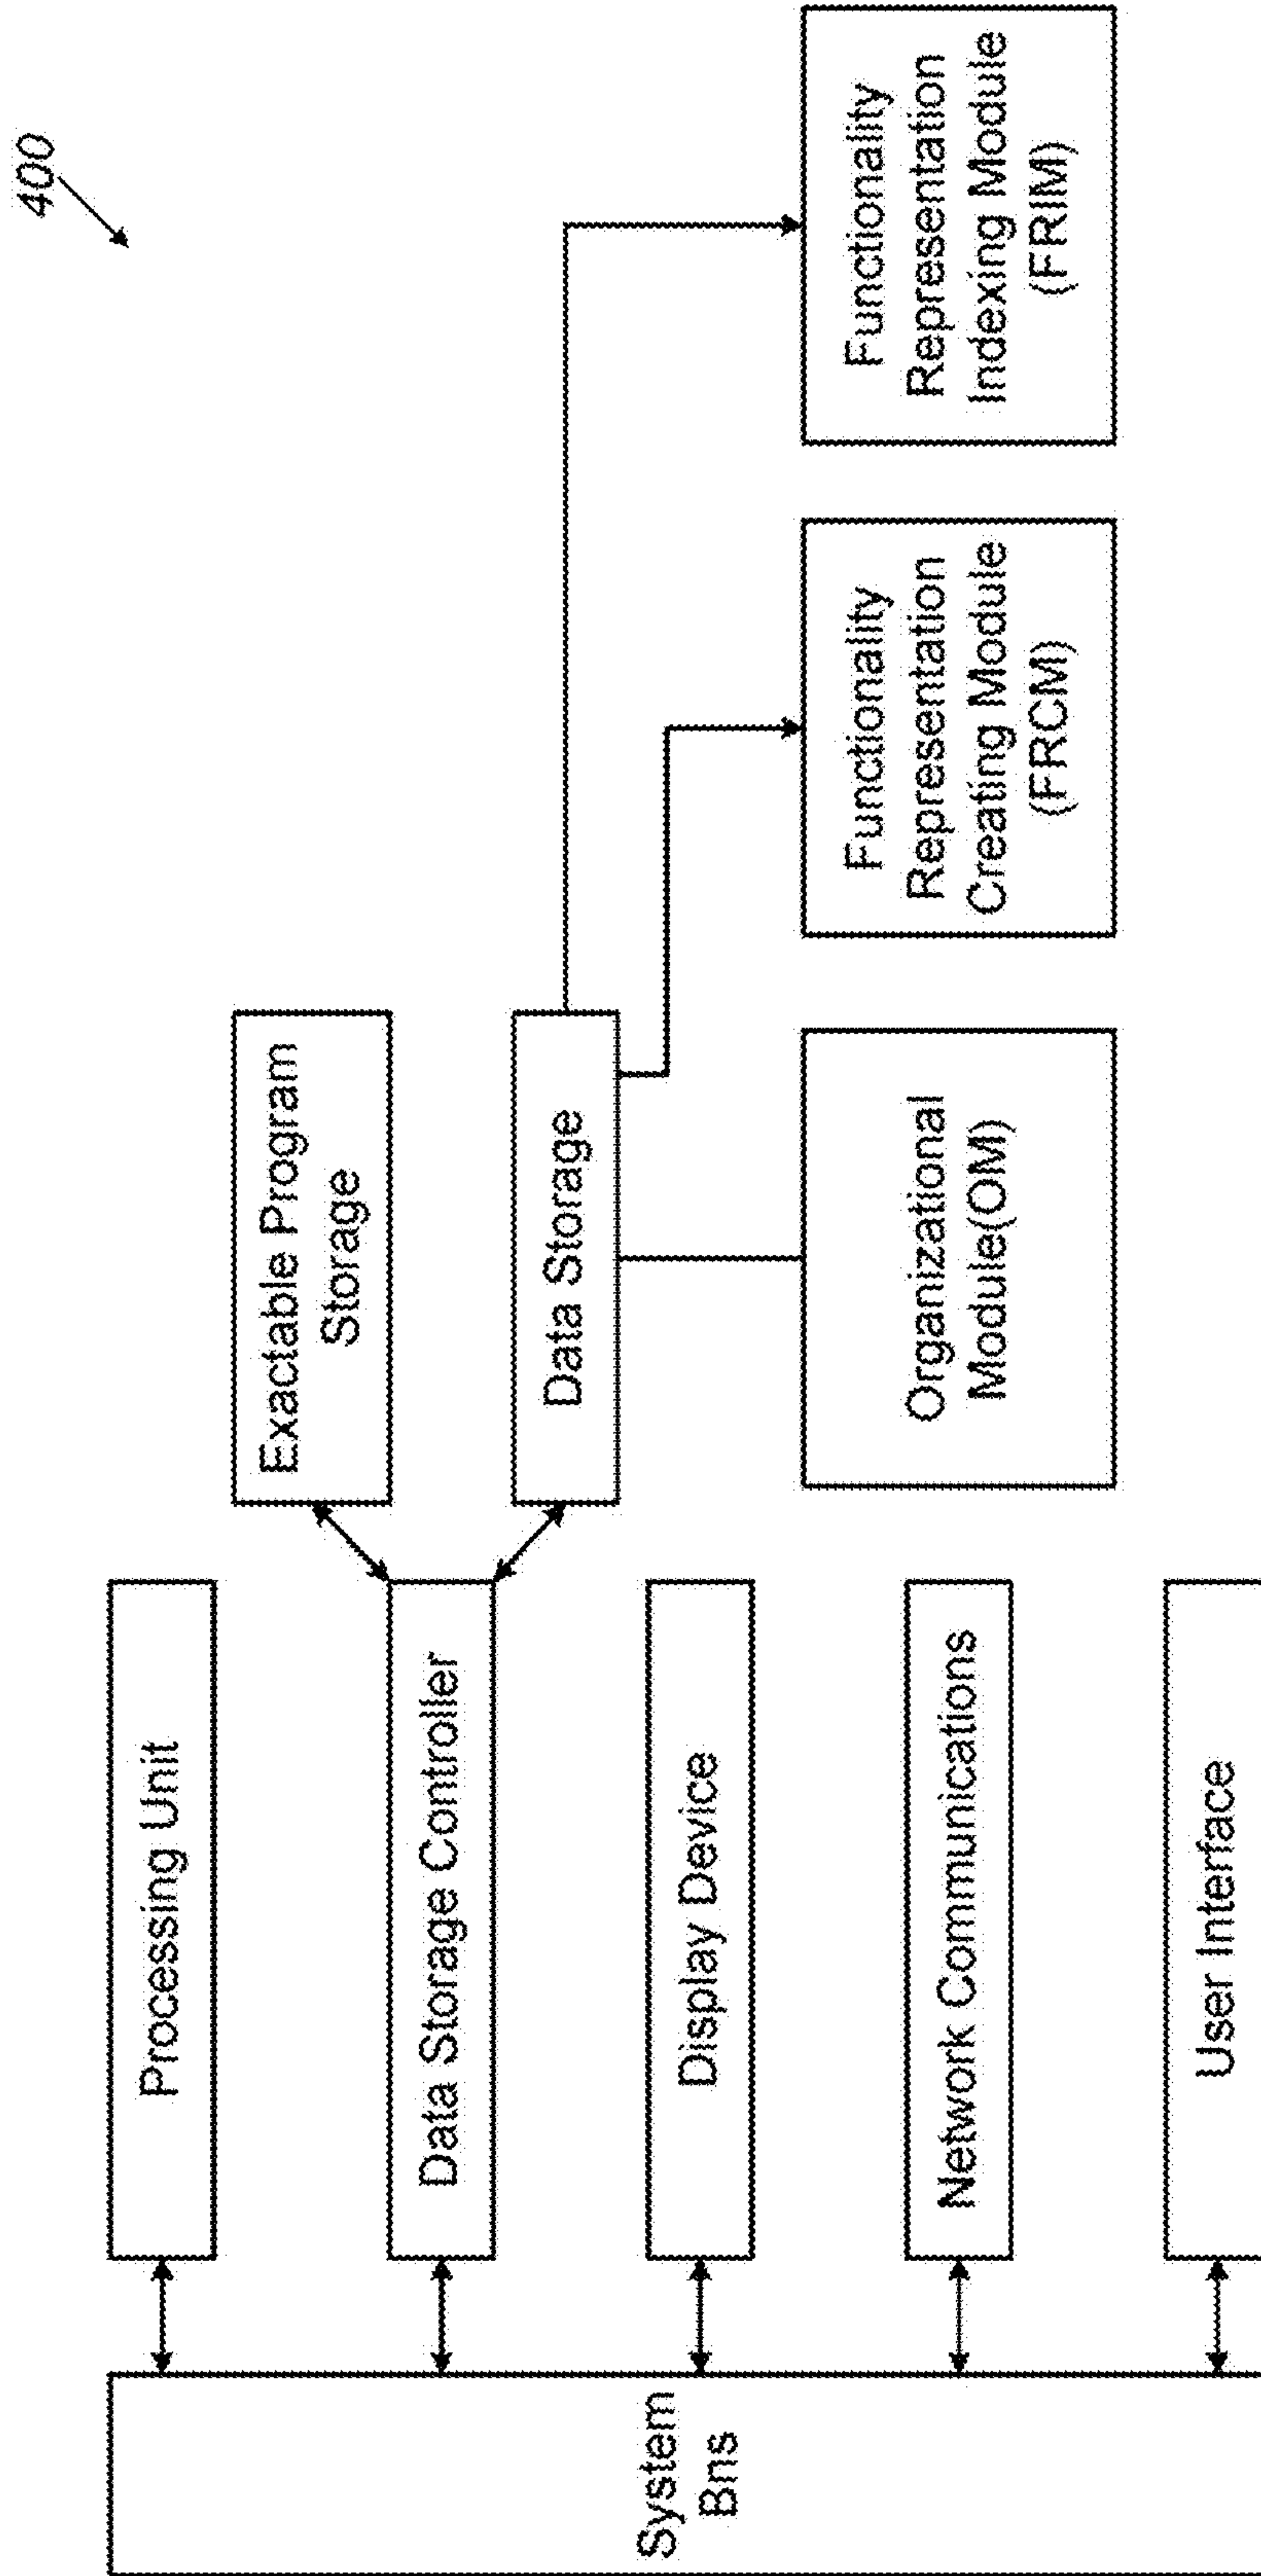 400
Processing Unit
Exactable Program
Storage
Data Storage Controller
Data Storage
Display Device
Network Communications
User Interface
System
Bns
Organizational
Module(OM)
Functionality
Representation
Creating Module
(FRCM)
Functionality
Representation
Indexing Module
(FRIM)